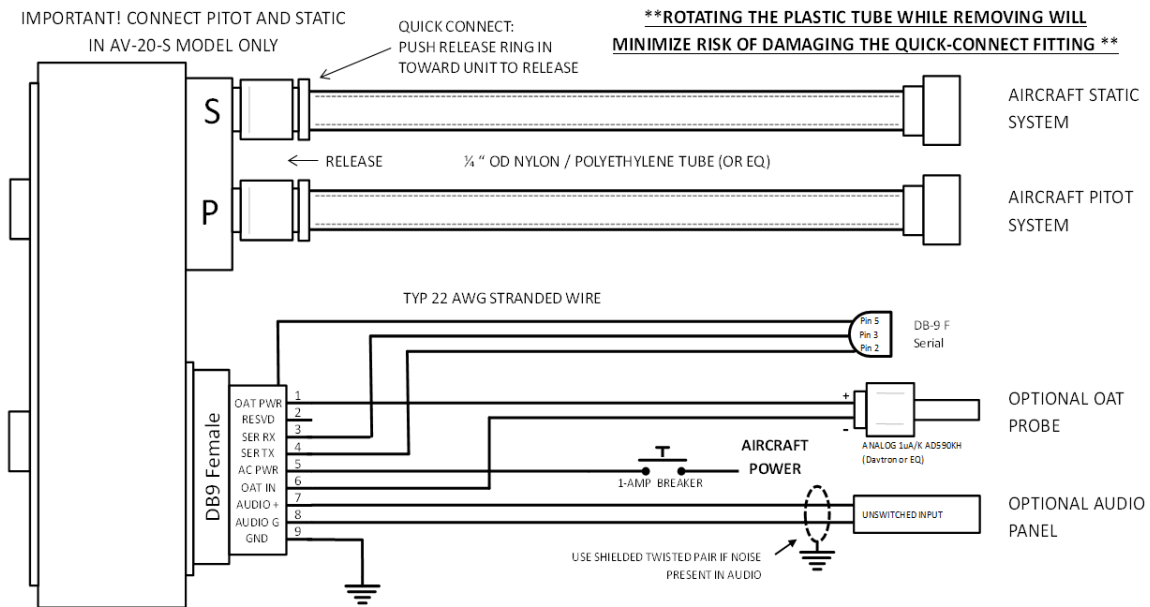 IMPORTANT! CONNECT PITOT AND STATIC
IN AV-20-S MODEL ONLY
QUICK CONNECT:
PUSH RELEASE RING IN
TOWARD UNIT TO RELEASE
**ROTATING THE PLASTIC TUBE WHILE REMOVING WILL
MINIMIZE RISK OF DAMAGING THE QUICK-CONNECT FITTING **
S
AIRCRAFT STATIC
SYSTEM
RELEASE
¼ “ OD NYLON / POLYETHYLENE TUBE (OR EQ)
P
AIRCRAFT PITOT
SYSTEM
TYP 22 AWG STRANDED WIRE
Pin 5
Pin 3
Pin 2
DB-9 F
Serial
DB9 Female
OAT PWR 1
RESVD 2
SER RX 3
SER TX 4
AC PWR 5
OAT IN 6
AUDIO + 7
AUDIO G 8
GND 9
+
-
ANALOG 1uA/K AD590KH
(Davtron or EQ)
OPTIONAL OAT
PROBE
AIRCRAFT
POWER
1-AMP BREAKER
UNSWITCHED INPUT
OPTIONAL AUDIO
PANEL
USE SHIELDED TWISTED PAIR IF NOISE
PRESENT IN AUDIO